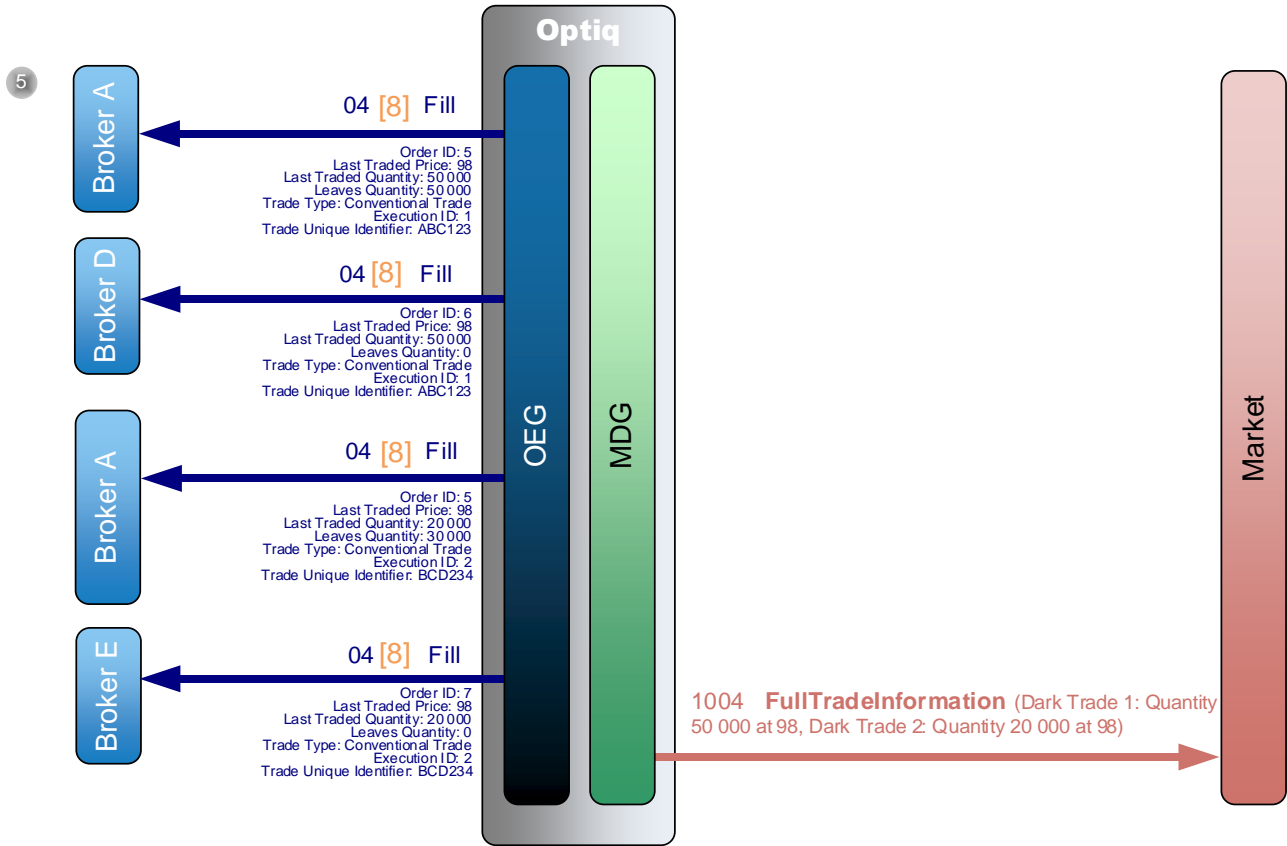 Optiq
5
Broker A
04 [8] Fill
Order ID: 5
Last Traded Price: 98
Last Traded Quantity: 50 000
Leaves Quantity: 50 000
Trade Type: Conventional Trade
Execution ID: 1
Trade Unique Identifier: ABC123
Broker D
04 [8] Fill
Order ID: 6
Last Traded Price: 98
Last Traded Quantity: 50 000
Leaves Quantity: 0
Trade Type: Conventional Trade
Execution ID: 1
Trade Unique Identifier: ABC123
Broker A
04 [8] Fill
Order ID: 5
Last Traded Price: 98
Last Traded Quantity: 20 000
Leaves Quantity: 30 000
Trade Type: Conventional Trade
Execution ID: 2
Trade Unique Identifier: BCD234
Broker E
04 [8] Fill
Order ID: 7
Last Traded Price: 98
Last Traded Quantity: 20 000
Leaves Quantity: 0
Trade Type: Conventional Trade
Execution ID: 2
Trade Unique Identifier: BCD234
OEG
MDG
1004 FullTradeInformation (Dark Trade 1: Quantity
50 000 at 98, Dark Trade 2: Quantity 20 000 at 98)
Market